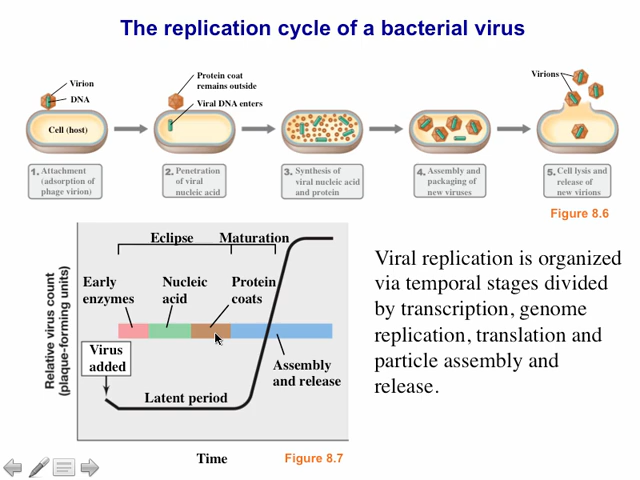 The replication cycle of a bacterial virus
Virion
DNA
Cell (host)
Protein coat
remains outside
Viral DNA enters
Virions
1. Attachment
(adsorption of
phage virion)
2. Penetration
of viral
nucleic acid
3. Synthesis of
viral nucleic acid
and protein
4. Assembly and
packaging of
new viruses
5. Cell lysis and
release of
new virions
Figure 8.6
Relative virus count
(plaque-forming units)
Eclipse
Maturation
Early
enzymes
Nucleic
acid
Protein
coats
Virus
added
Assembly
and release
Latent period
Time
Figure 8.7
Viral replication is organized
via temporal stages divided
by transcription, genome
replication, translation and
particle assembly and
release.